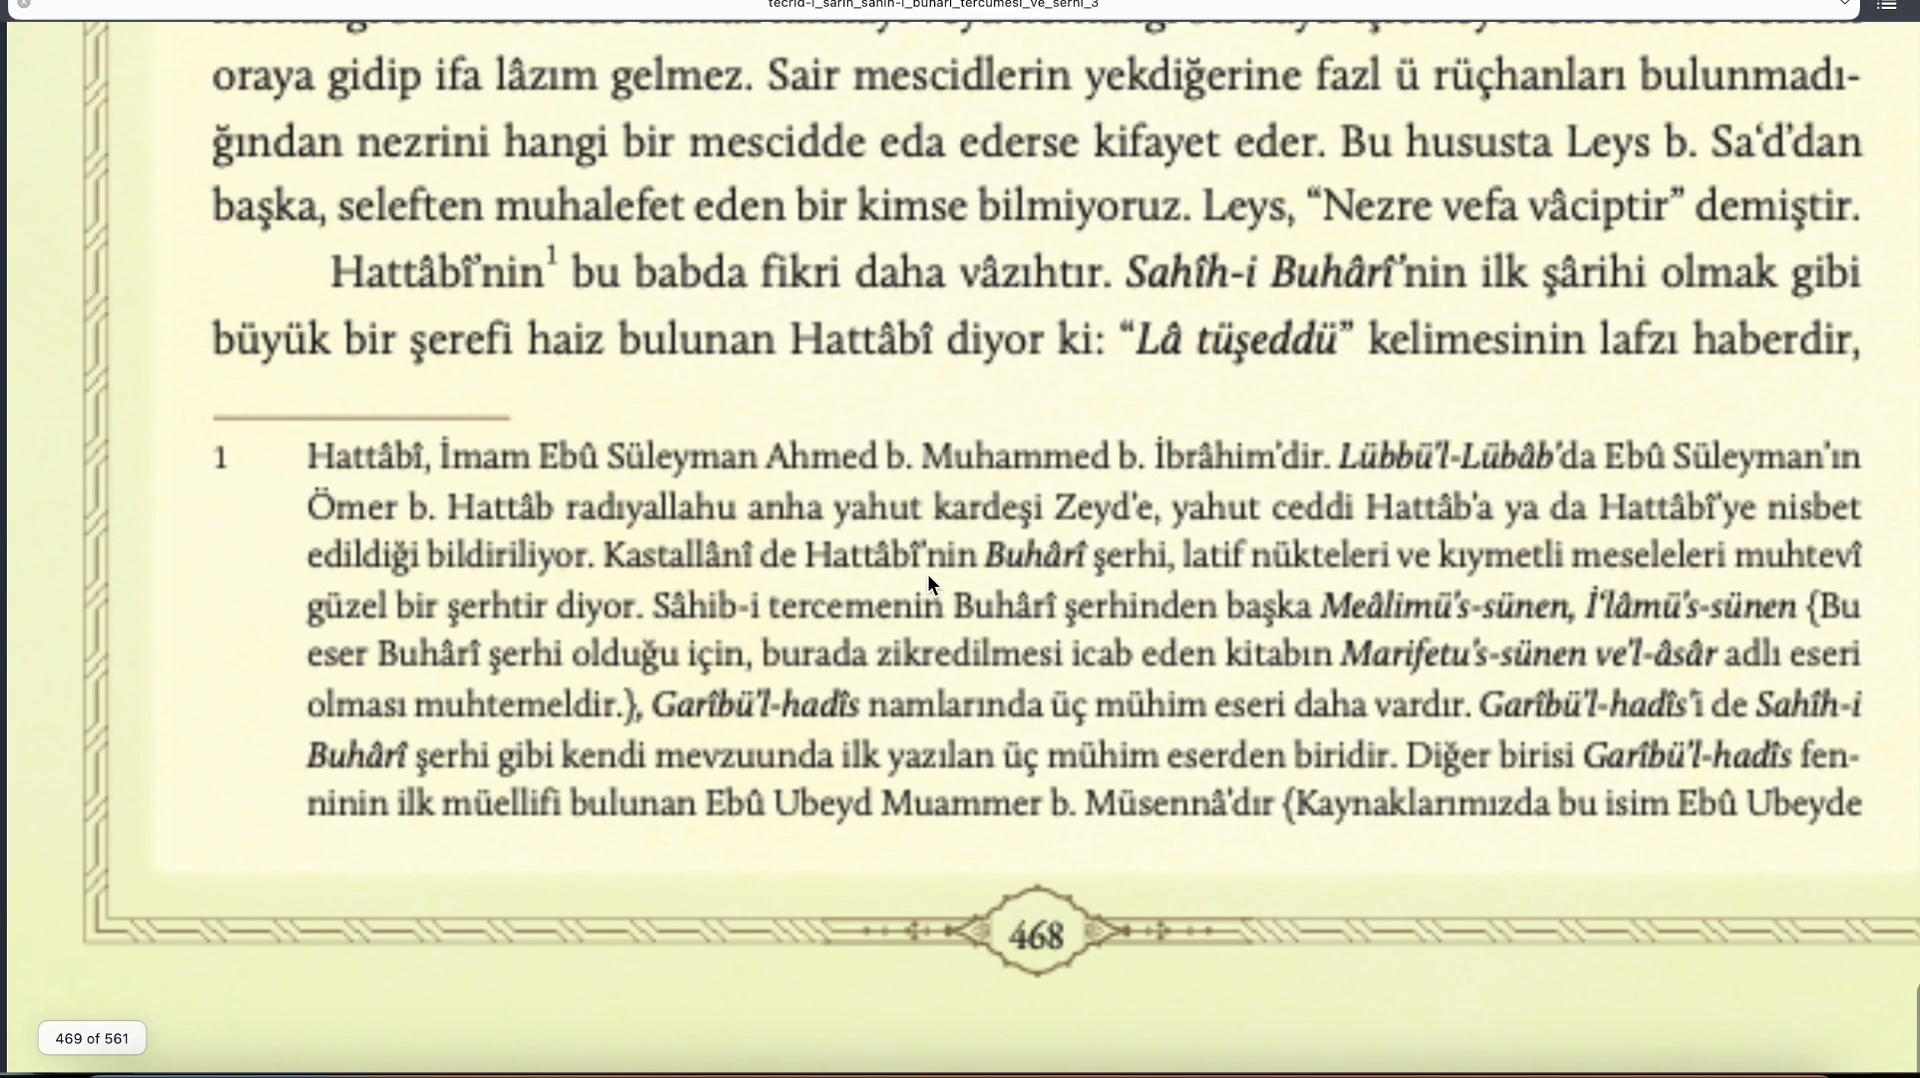 tecrid-i_sarih_sahih-i_buhari_tercumesi_ve_serhi_3
oraya gidip ifa lâzım gelmez. Sair mescidlerin yekdiğerine fazl ü rüçhanları bulunmadı-
ğından nezrini hangi bir mescidde eda ederse kifayet eder. Bu hususta Leys b. Sa‘d’dan
başka, seleften muhalefet eden bir kimse bilmiyoruz. Leys, “Nezre vefa vâciptir” demiştir.
Hattâbî’nin1 bu babda fikri daha vâzıhtır. Sahîh-i Buhârî’nin ilk şârihi olmak gibi
büyük bir şerefi haiz bulunan Hattâbî diyor ki: “Lâ tüşeddü” kelimesinin lafzı haberdir,
1 Hattâbî, İmam Ebû Süleyman Ahmed b. Muhammed b. İbrâhim’dir. Lübbü’l-Lübâb’da Ebû Süleyman’ın
Ömer b. Hattâb radıyallahu anha yahut kardeşi Zeyd’e, yahut ceddi Hattâb’a ya da Hattâbî’ye nisbet
edildiği bildiriliyor. Kastallânî de Hattâbî’nin Buhârî şerhi, latif nükteleri ve kıymetli meseleleri muhtevî
güzel bir şerhtir diyor. Sâhib-i tercemenin Buhârî şerhinden başka Meâlimü’s-sünen, İ‘lâmü’s-sünen {Bu
eser Buhârî şerhi olduğu için, burada zikredilmesi icab eden kitabın Marifetu’s-sünen ve’l-âsâr adlı eseri
olması muhtemeldir.}, Garîbü’l-hadîs namlarında üç mühim eseri daha vardır. Garîbü’l-hadîs’i de Sahîh-i
Buhârî şerhi gibi kendi mevzuunda ilk yazılan üç mühim eserden biridir. Diğer birisi Garîbü’l-hadîs fen-
ninin ilk müellifi bulunan Ebû Ubeyd Muammer b. Müsennâ’dır {Kaynaklarımızda bu isim Ebû Ubeyde
468
469 of 561